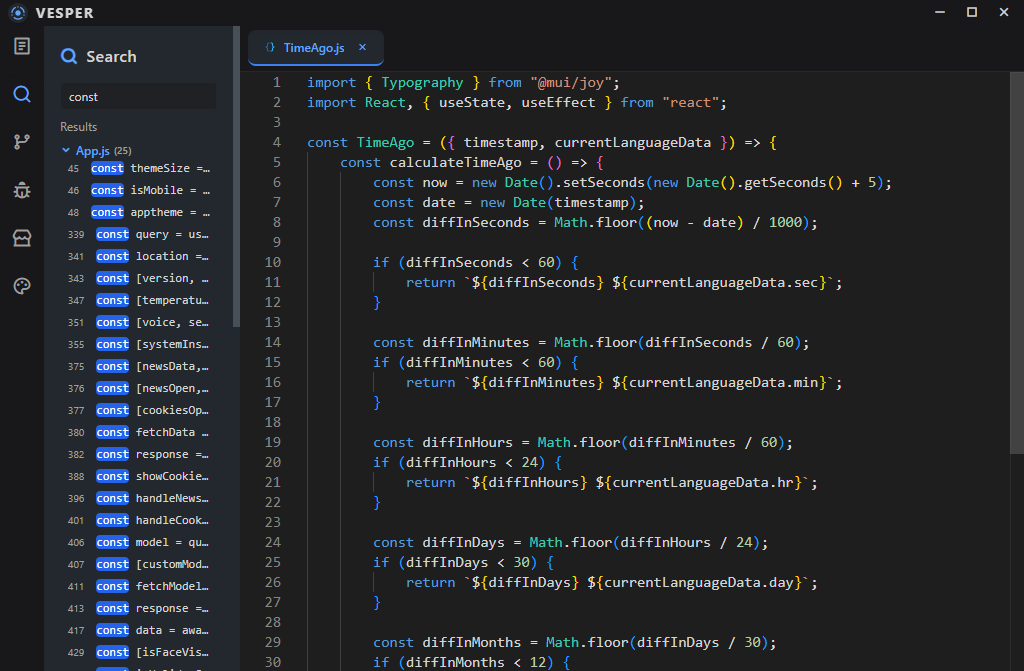 VESPER
Search
const
Results
App.js (25)
45 const themeSize =…
46 const isMobile = …
48 const apptheme = …
339 const query = us…
341 const location =…
343 const [version, …
347 const [temperatu…
351 const [voice, se…
355 const [systemIns…
375 const [newsData,…
376 const [newsOpen,…
377 const [cookiesOp…
380 const fetchData …
382 const response =…
388 const showCookie…
396 const handleNews…
401 const handleCook…
406 const model = qu…
407 const [customMod…
411 const fetchModel…
413 const response =…
417 const data = awa…
429 const [isFaceVis…
{} TimeAgo.js ×
1 import { Typography } from "@mui/joy";
2 import React, { useState, useEffect } from "react";
3
4 const TimeAgo = ({ timestamp, currentLanguageData }) => {
5 const calculateTimeAgo = () => {
6 const now = new Date().setSeconds(new Date().getSeconds() + 5);
7 const date = new Date(timestamp);
8 const diffInSeconds = Math.floor((now - date) / 1000);
9
10 if (diffInSeconds < 60) {
11 return `${diffInSeconds} ${currentLanguageData.sec}`;
12 }
13
14 const diffInMinutes = Math.floor(diffInSeconds / 60);
15 if (diffInMinutes < 60) {
16 return `${diffInMinutes} ${currentLanguageData.min}`;
17 }
18
19 const diffInHours = Math.floor(diffInMinutes / 60);
20 if (diffInHours < 24) {
21 return `${diffInHours} ${currentLanguageData.hr}`;
22 }
23
24 const diffInDays = Math.floor(diffInHours / 24);
25 if (diffInDays < 30) {
26 return `${diffInDays} ${currentLanguageData.day}`;
27 }
28
29 const diffInMonths = Math.floor(diffInDays / 30);
30 if (diffInMonths < 12) {